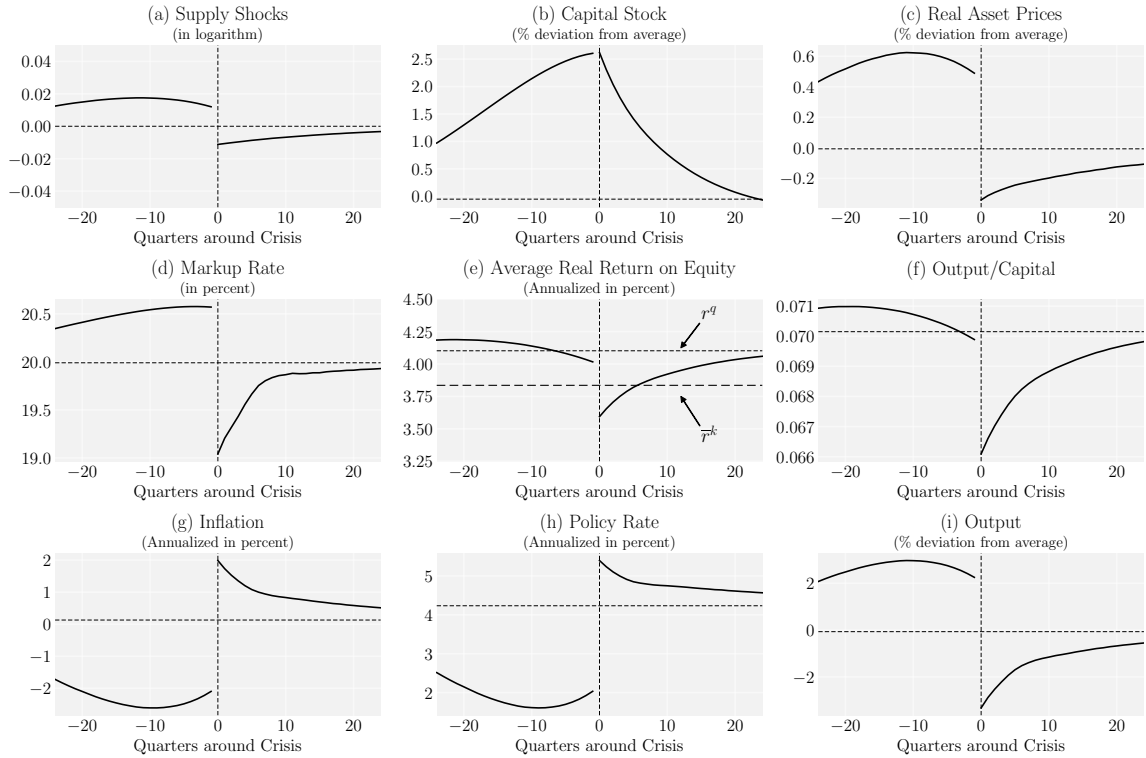 (a) Supply Shocks
(in logarithm)
0.04
0.02
0.00
−0.02
−0.04
−20 −10 0 10 20
Quarters around Crisis
(b) Capital Stock
(% deviation from average)
2.5
2.0
1.5
1.0
0.5
0.0
−20 −10 0 10 20
Quarters around Crisis
(c) Real Asset Prices
(% deviation from average)
0.6
0.4
0.2
0.0
−0.2
−20 −10 0 10 20
Quarters around Crisis
(d) Markup Rate
(in percent)
20.5
20.0
19.5
19.0
−20 −10 0 10 20
Quarters around Crisis
(e) Average Real Return on Equity
(Annualized in percent)
4.50
4.25
4.00
3.75
3.50
3.25
r^q
r̅^k
−20 −10 0 10 20
Quarters around Crisis
(f) Output/Capital
0.071
0.070
0.069
0.068
0.067
0.066
−20 −10 0 10 20
Quarters around Crisis
(g) Inflation
(Annualized in percent)
2
1
0
−1
−2
−20 −10 0 10 20
Quarters around Crisis
(h) Policy Rate
(Annualized in percent)
5
4
3
2
−20 −10 0 10 20
Quarters around Crisis
(i) Output
(% deviation from average)
2
0
−2
−20 −10 0 10 20
Quarters around Crisis